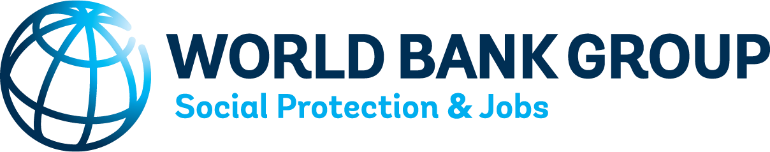 WORLD BANK GROUP
Social Protection & Jobs